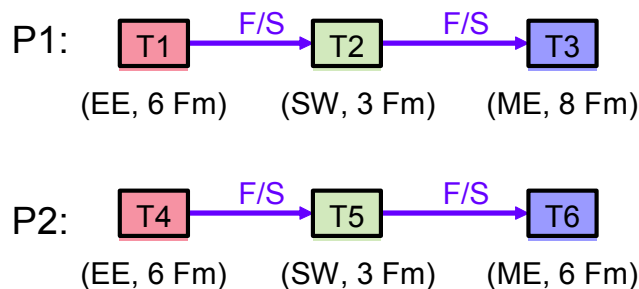 F/S F/S
P1: T1 T2 T3
(EE, 6 Fm) (SW, 3 Fm) (ME, 8 Fm)
F/S F/S
P2: T4 T5 T6
(EE, 6 Fm) (SW, 3 Fm) (ME, 6 Fm)